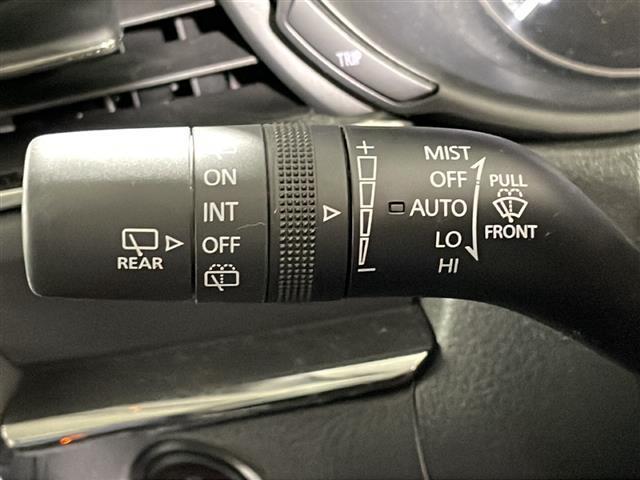 TRIP
ON
INT
OFF
REAR
+
−
MIST
OFF
AUTO
LO
HI
PULL
FRONT